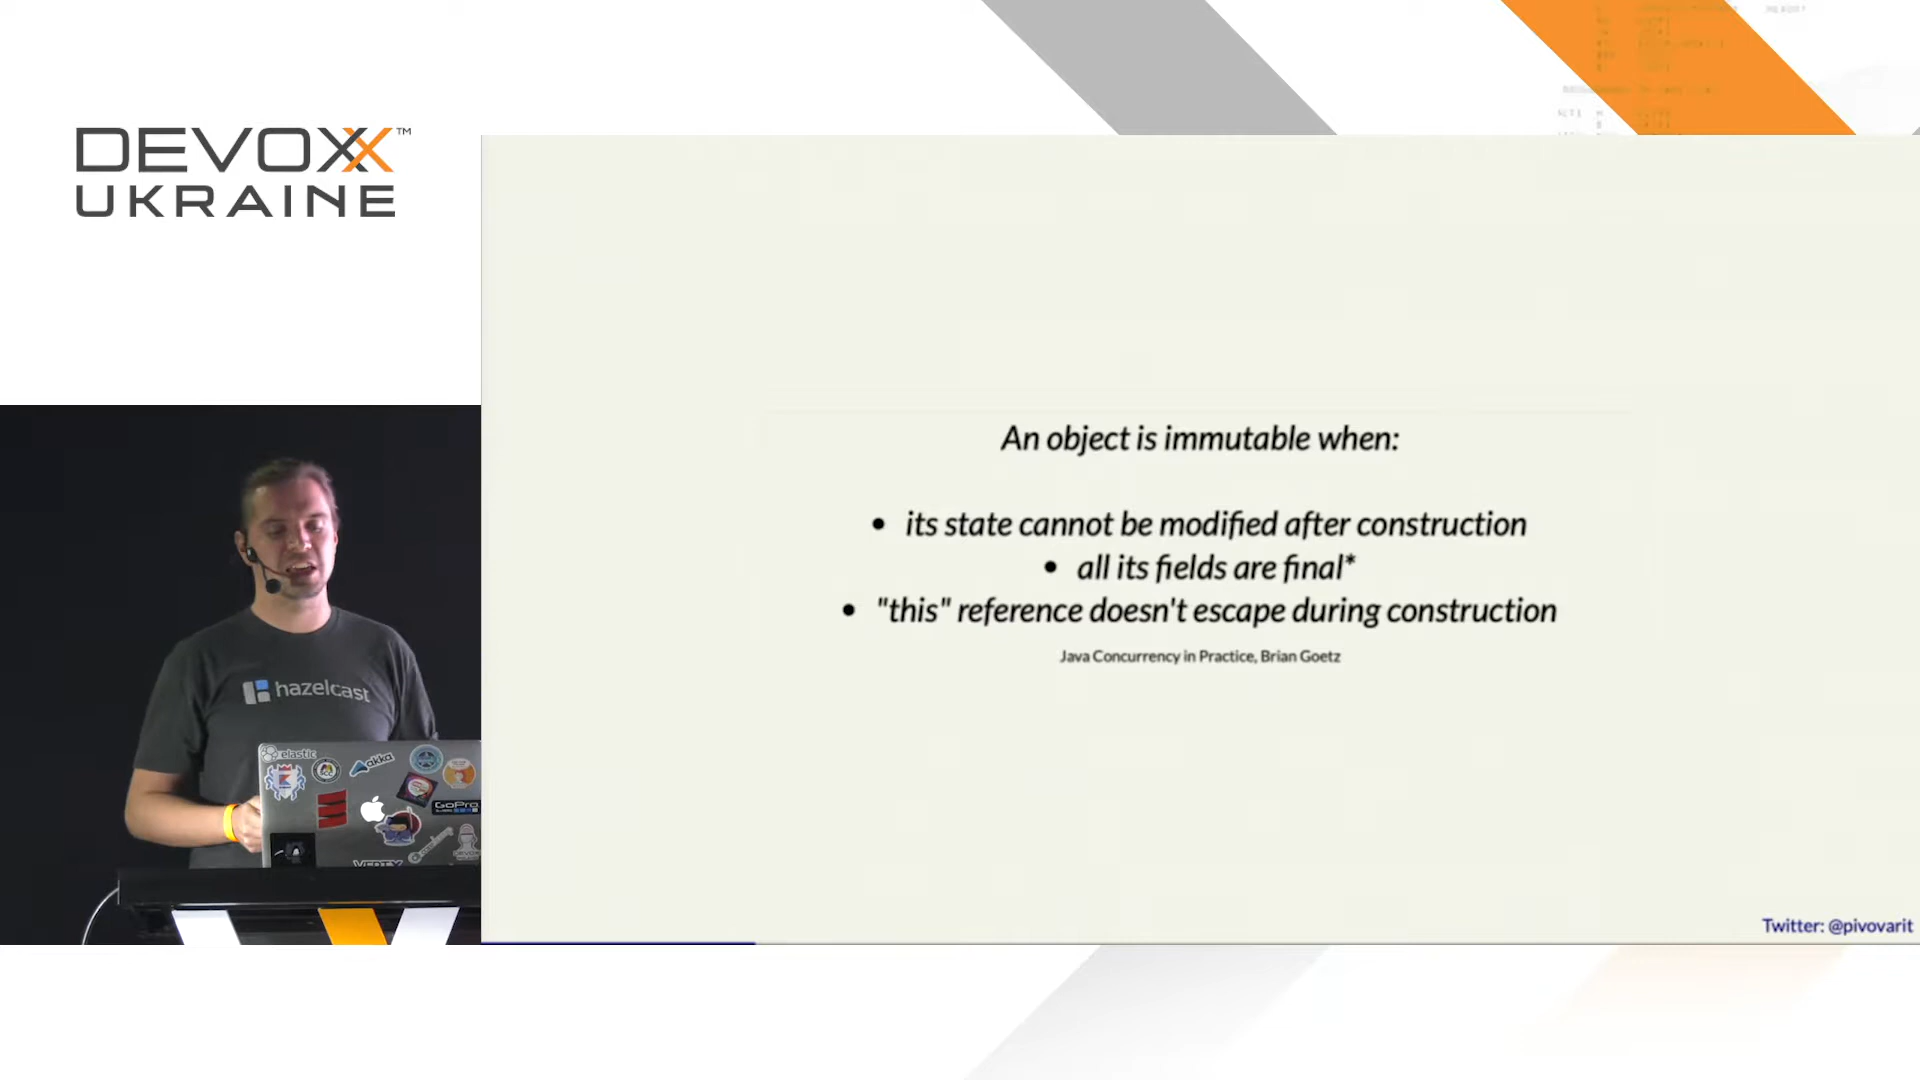 DEVOXX™
UKRAINE
An object is immutable when:
• its state cannot be modified after construction
• all its fields are final*
• "this" reference doesn't escape during construction
Java Concurrency in Practice, Brian Goetz
hazelcast
elastic
akka
GoPro
VERTX
Twitter: @pivovarit